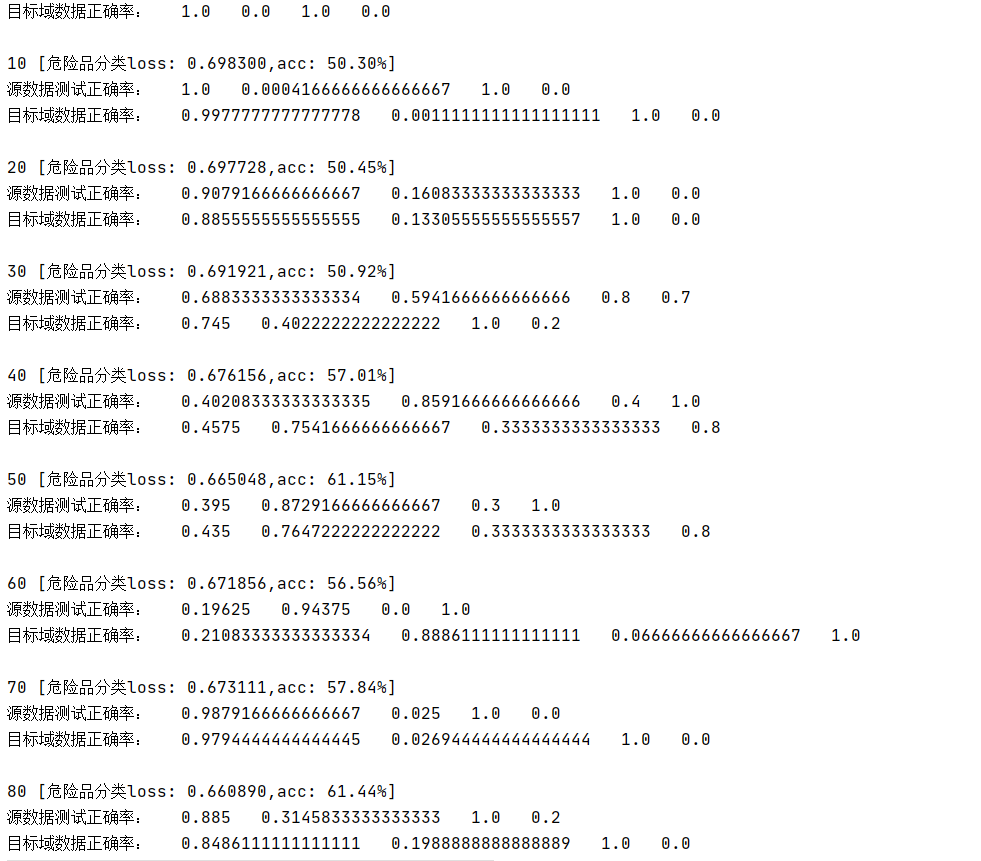 目标域数据正确率： 1.0 0.0 1.0 0.0
10 [危险品分类loss: 0.698300,acc: 50.30%]
源数据测试正确率： 1.0 0.0004166666666666667 1.0 0.0
目标域数据正确率： 0.9977777777777778 0.0011111111111111111 1.0 0.0
20 [危险品分类loss: 0.697728,acc: 50.45%]
源数据测试正确率： 0.9079166666666667 0.16083333333333333 1.0 0.0
目标域数据正确率： 0.8855555555555555 0.13305555555555557 1.0 0.0
30 [危险品分类loss: 0.691921,acc: 50.92%]
源数据测试正确率： 0.6883333333333334 0.5941666666666666 0.8 0.7
目标域数据正确率： 0.745 0.4022222222222222 1.0 0.2
40 [危险品分类loss: 0.676156,acc: 57.01%]
源数据测试正确率： 0.40208333333333335 0.8591666666666666 0.4 1.0
目标域数据正确率： 0.4575 0.7541666666666667 0.3333333333333333 0.8
50 [危险品分类loss: 0.665048,acc: 61.15%]
源数据测试正确率： 0.395 0.8729166666666667 0.3 1.0
目标域数据正确率： 0.435 0.7647222222222222 0.3333333333333333 0.8
60 [危险品分类loss: 0.671856,acc: 56.56%]
源数据测试正确率： 0.19625 0.94375 0.0 1.0
目标域数据正确率： 0.21083333333333334 0.8886111111111111 0.06666666666666667 1.0
70 [危险品分类loss: 0.673111,acc: 57.84%]
源数据测试正确率： 0.9879166666666667 0.025 1.0 0.0
目标域数据正确率： 0.9794444444444445 0.026944444444444444 1.0 0.0
80 [危险品分类loss: 0.660890,acc: 61.44%]
源数据测试正确率： 0.885 0.3145833333333333 1.0 0.2
目标域数据正确率： 0.8486111111111111 0.1988888888888889 1.0 0.0